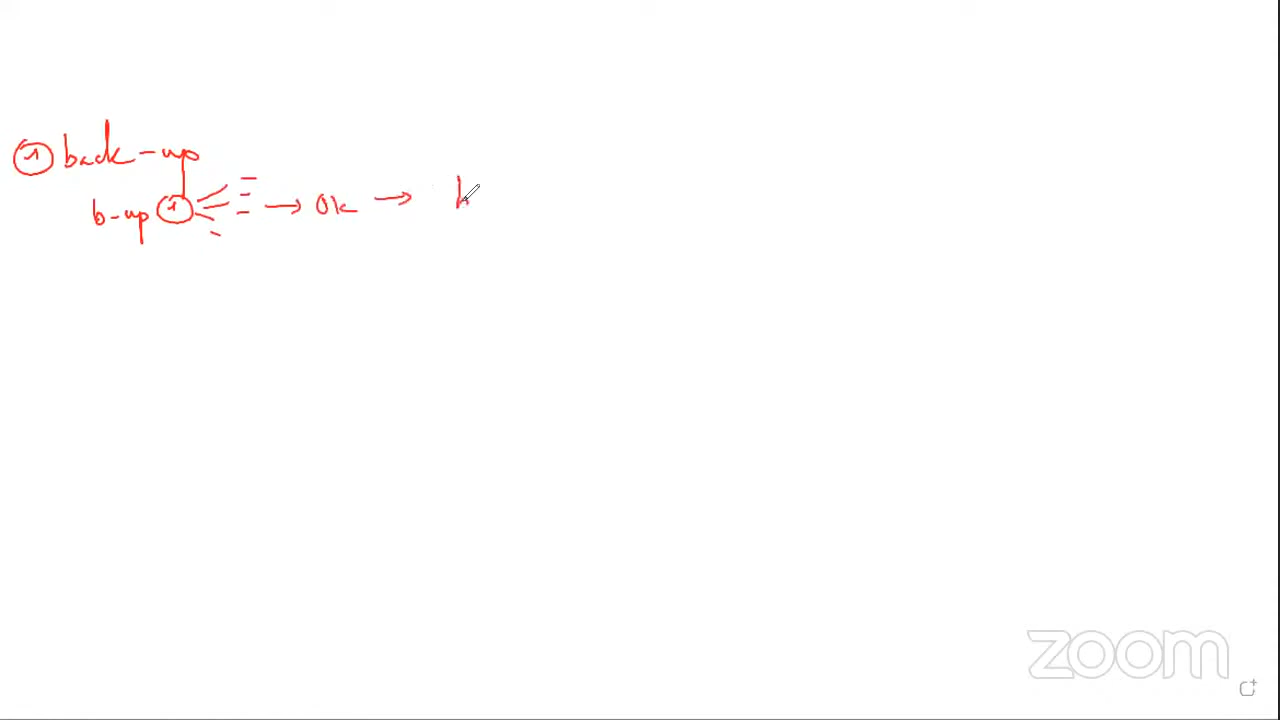 ① back-up
b-up ① → Ok →
zoom